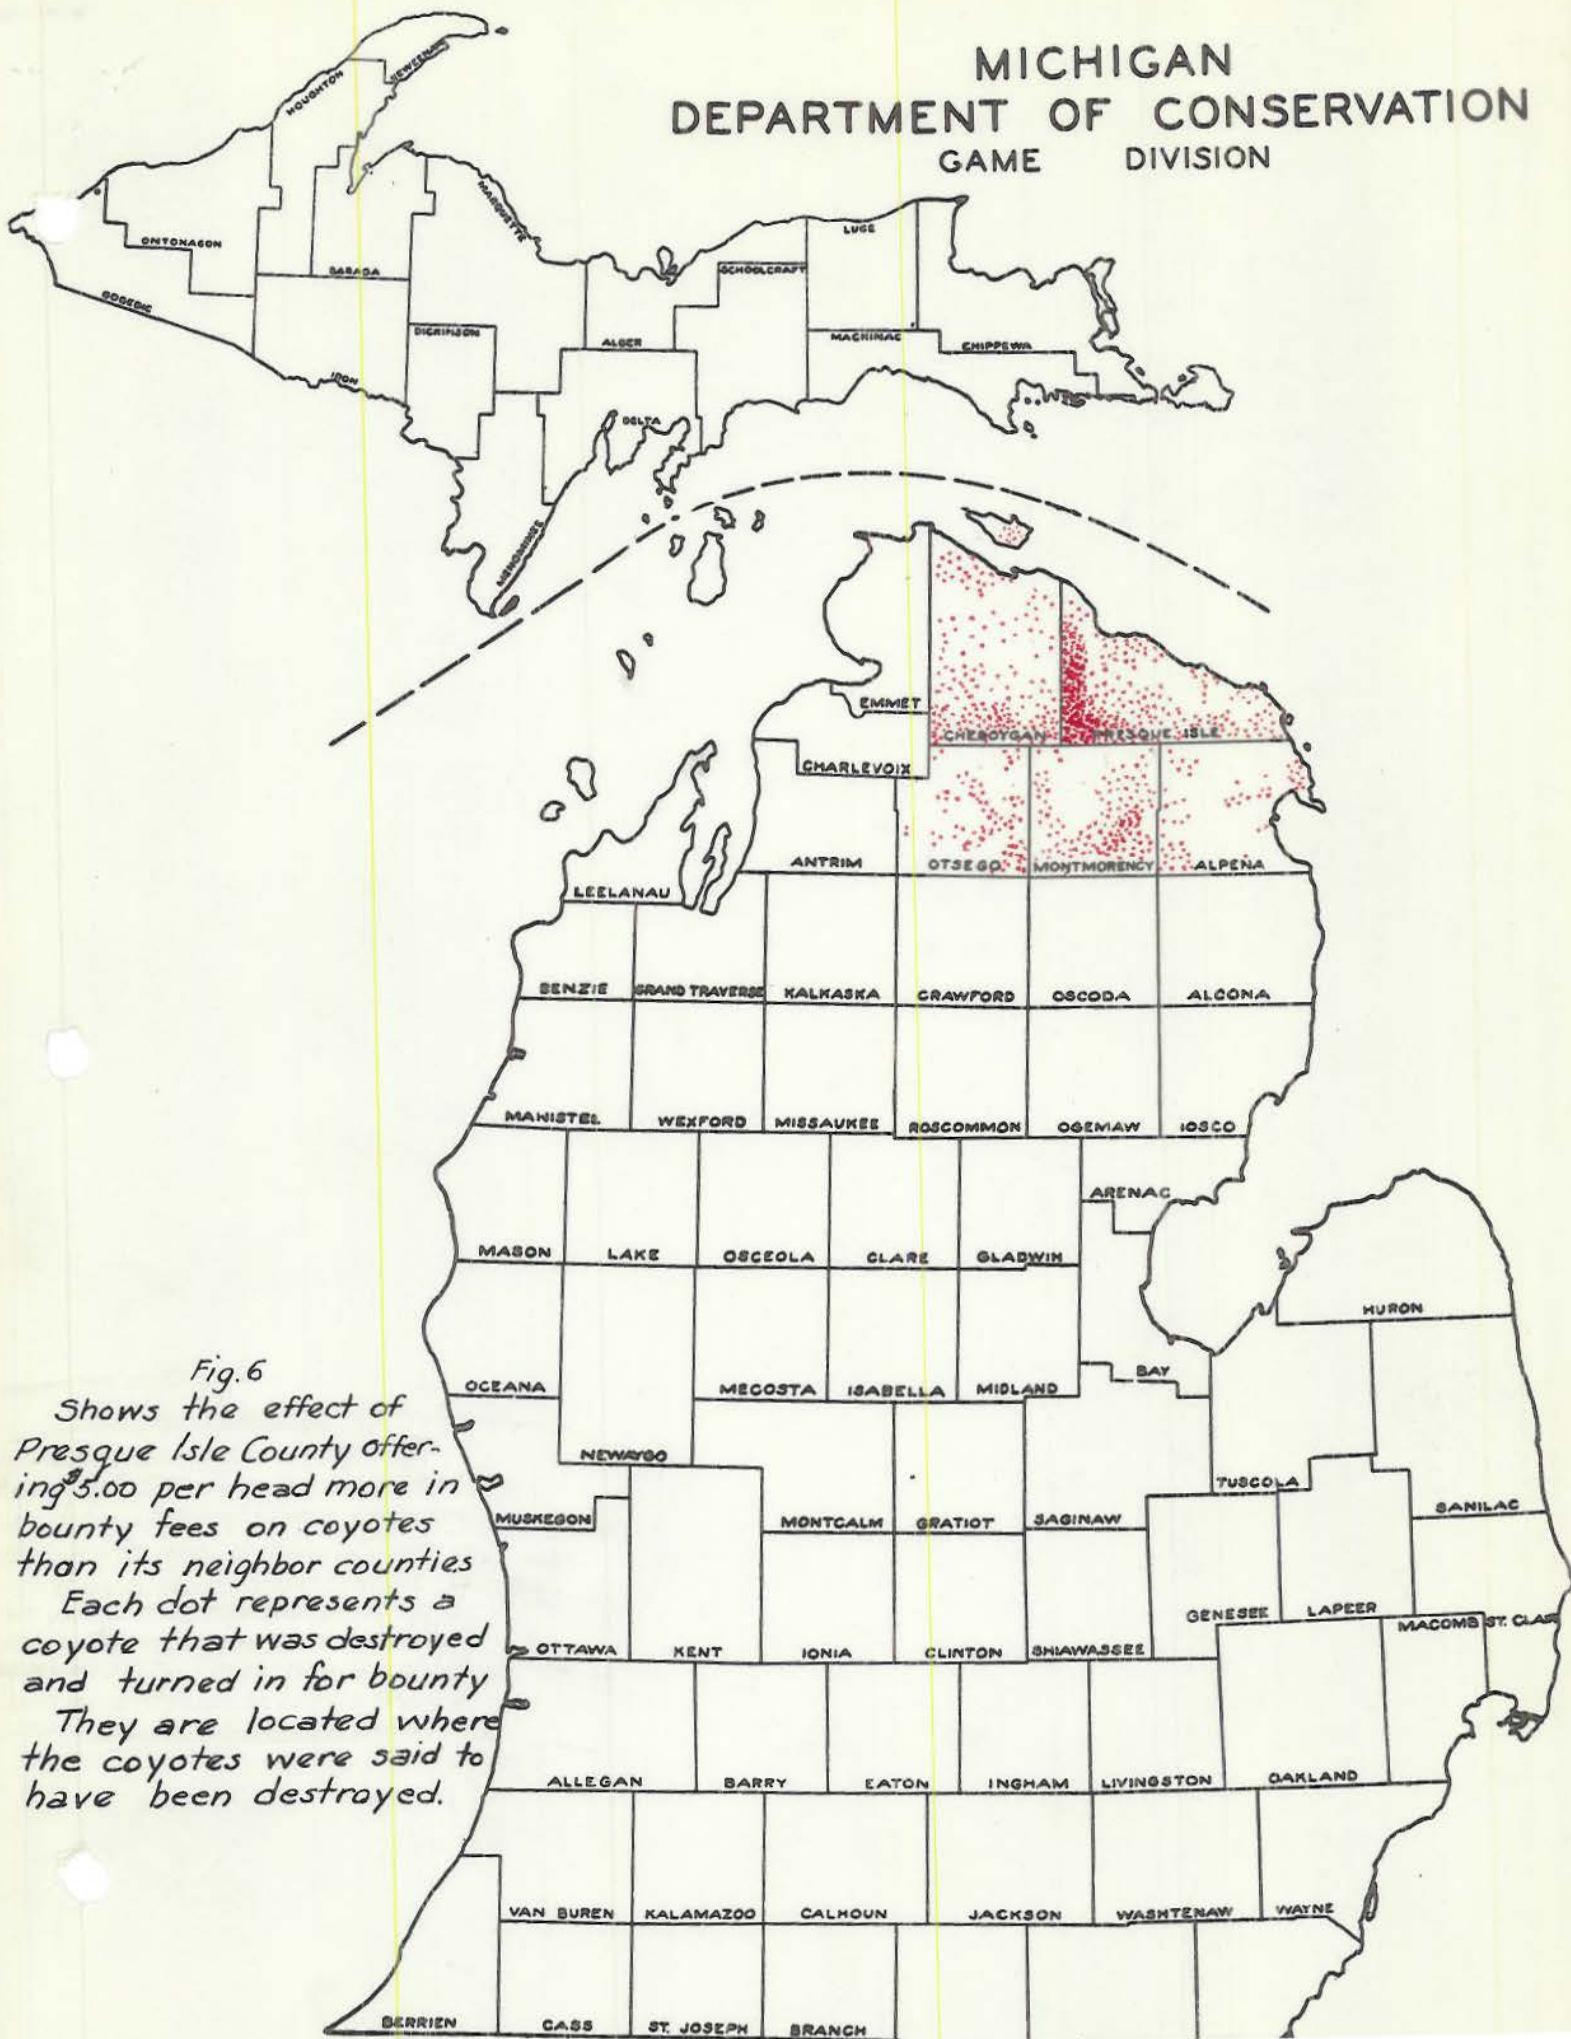 MICHIGAN
DEPARTMENT OF CONSERVATION
GAME DIVISION
HOUGHTON
KEWEENAW
MARQUETTE
ONTONAGON
BARAGA
GOGEBIC
LUCE
SCHOOLCRAFT
DICKINSON
ALGER
MACKINAC
CHIPPEWA
IRON
DELTA
MENOMINEE
EMMET
CHEBOYGAN
PRESQUE ISLE
CHARLEVOIX
ANTRIM
OTSEGO
MONTMORENCY
ALPENA
LEELANAU
BENZIE
GRAND TRAVERSE
KALKASKA
CRAWFORD
OSCODA
ALCONA
MANISTEE
WEXFORD
MISSAUKEE
ROSCOMMON
OGEMAW
IOSCO
ARENAC
MASON
LAKE
OSCEOLA
CLARE
GLADWIN
HURON
OCEANA
MECOSTA
ISABELLA
MIDLAND
BAY
NEWAYGO
TUSCOLA
SANILAC
MUSKEGON
MONTCALM
GRATIOT
SAGINAW
GENESEE
LAPEER
MACOMB
ST. CLAIR
OTTAWA
KENT
IONIA
CLINTON
SHIAWASSEE
ALLEGAN
BARRY
EATON
INGHAM
LIVINGSTON
OAKLAND
VAN BUREN
KALAMAZOO
CALHOUN
JACKSON
WASHTENAW
WAYNE
BERRIEN
CASS
ST. JOSEPH
BRANCH
Fig. 6
Shows the effect of
Presque Isle County offer-
ing $5.00 per head more in
bounty fees on coyotes
than its neighbor counties
Each dot represents a
coyote that was destroyed
and turned in for bounty
They are located where
the coyotes were said to
have been destroyed.